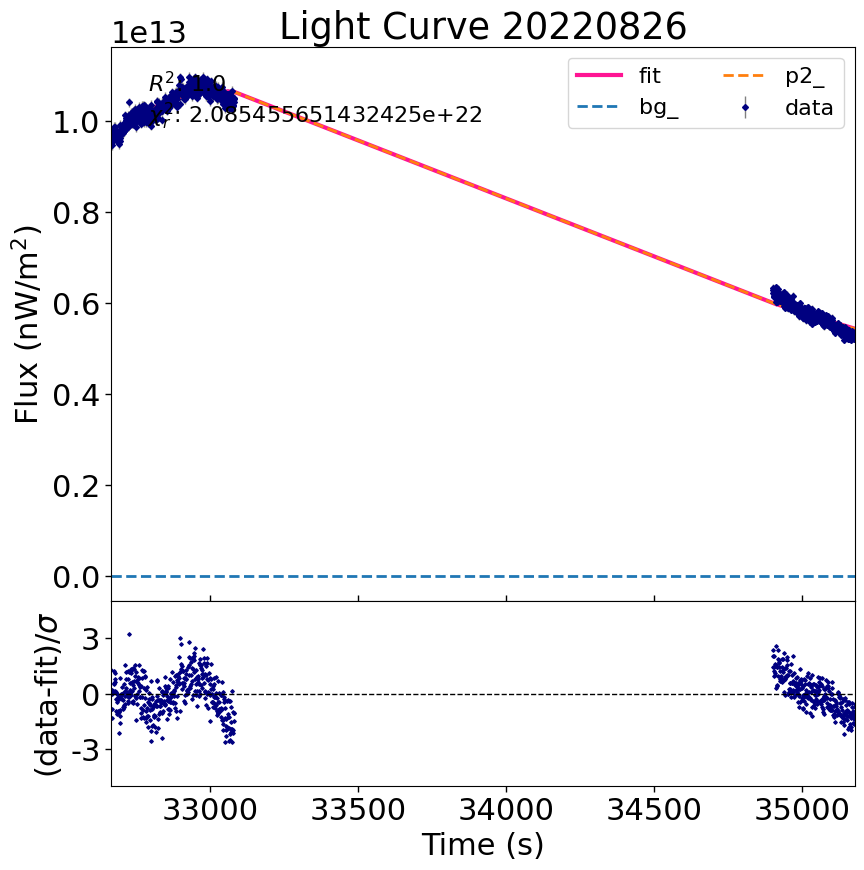 Light Curve 20220826
1e13
R²: 1.0
χ²ᵣ: 2.085455651432425e+22
fit
bg_
p2_
data
Flux (nW/m²)
1.0
0.8
0.6
0.4
0.2
0.0
(data-fit)/σ
3
0
-3
33000 33500 34000 34500 35000
Time (s)